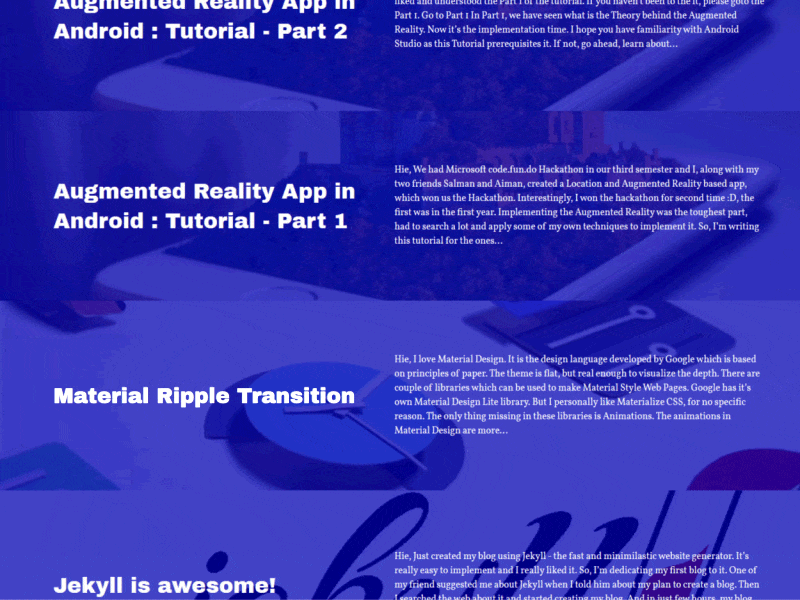 Augmented Reality App in
Android : Tutorial - Part 2
liked and understood the Part 1 of the tutorial. If you haven't been to the it, please goto the
Part 1. Go to Part 1 In Part 1, we have seen what is the Theory behind the Augmented
Reality. Now it's the implementation time. I hope you have familiarity with Android
Studio as this Tutorial prerequisites it. If not, go ahead, learn about…
Augmented Reality App in
Android : Tutorial - Part 1
Hie, We had Microsoft code.fun.do Hackathon in our third semester and I, along with my
two friends Salman and Aiman, created a Location and Augmented Reality based app,
which won us the Hackathon. Interestingly, I won the hackathon for second time :D, the
first was in the first year. Implementing the Augmented Reality was the toughest part,
had to search a lot and apply some of my own techniques to implement it. So, I'm writing
this tutorial for the ones…
Material Ripple Transition
Hie, I love Material Design. It is the design language developed by Google which is based
on principles of paper. The theme is flat, but real enough to visualize the depth. There are
couple of libraries which can be used to make Material Style Web Pages. Google has it's
own Material Design Lite library. But I personally like Materialize CSS, for no specific
reason. The only thing missing in these libraries is Animations. The animations in
Material Design are more…
Jekyll is awesome!
Hie, Just created my blog using Jekyll - the fast and minimilastic website generator. It's
really easy to implement and I really liked it. So, I'm dedicating my first blog to it. One of
my friend suggested me about Jekyll when I told him about my plan to create a blog. Then
I searched the web about it and started creating my blog. And in just few hours, my blog